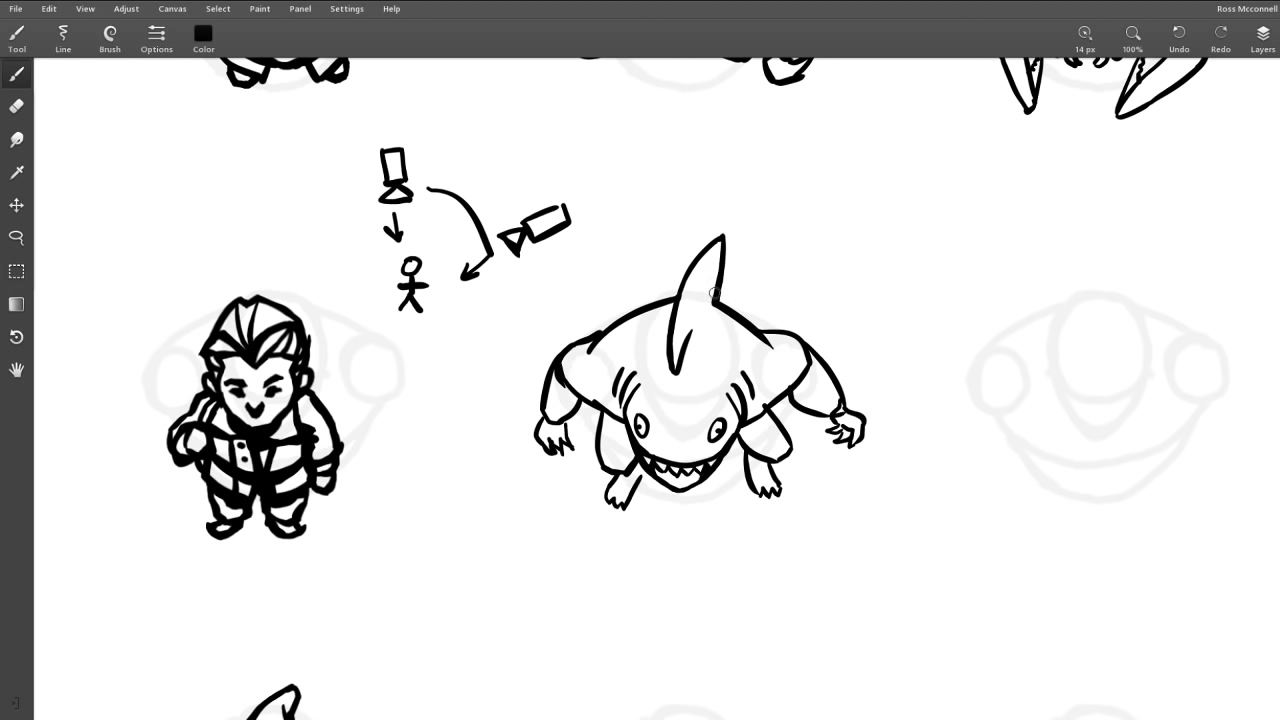 File Edit View Adjust Canvas Select Paint Panel Settings Help Ross Mcconnell
Tool Line Brush Options Color 14 px 100% Undo Redo Layers